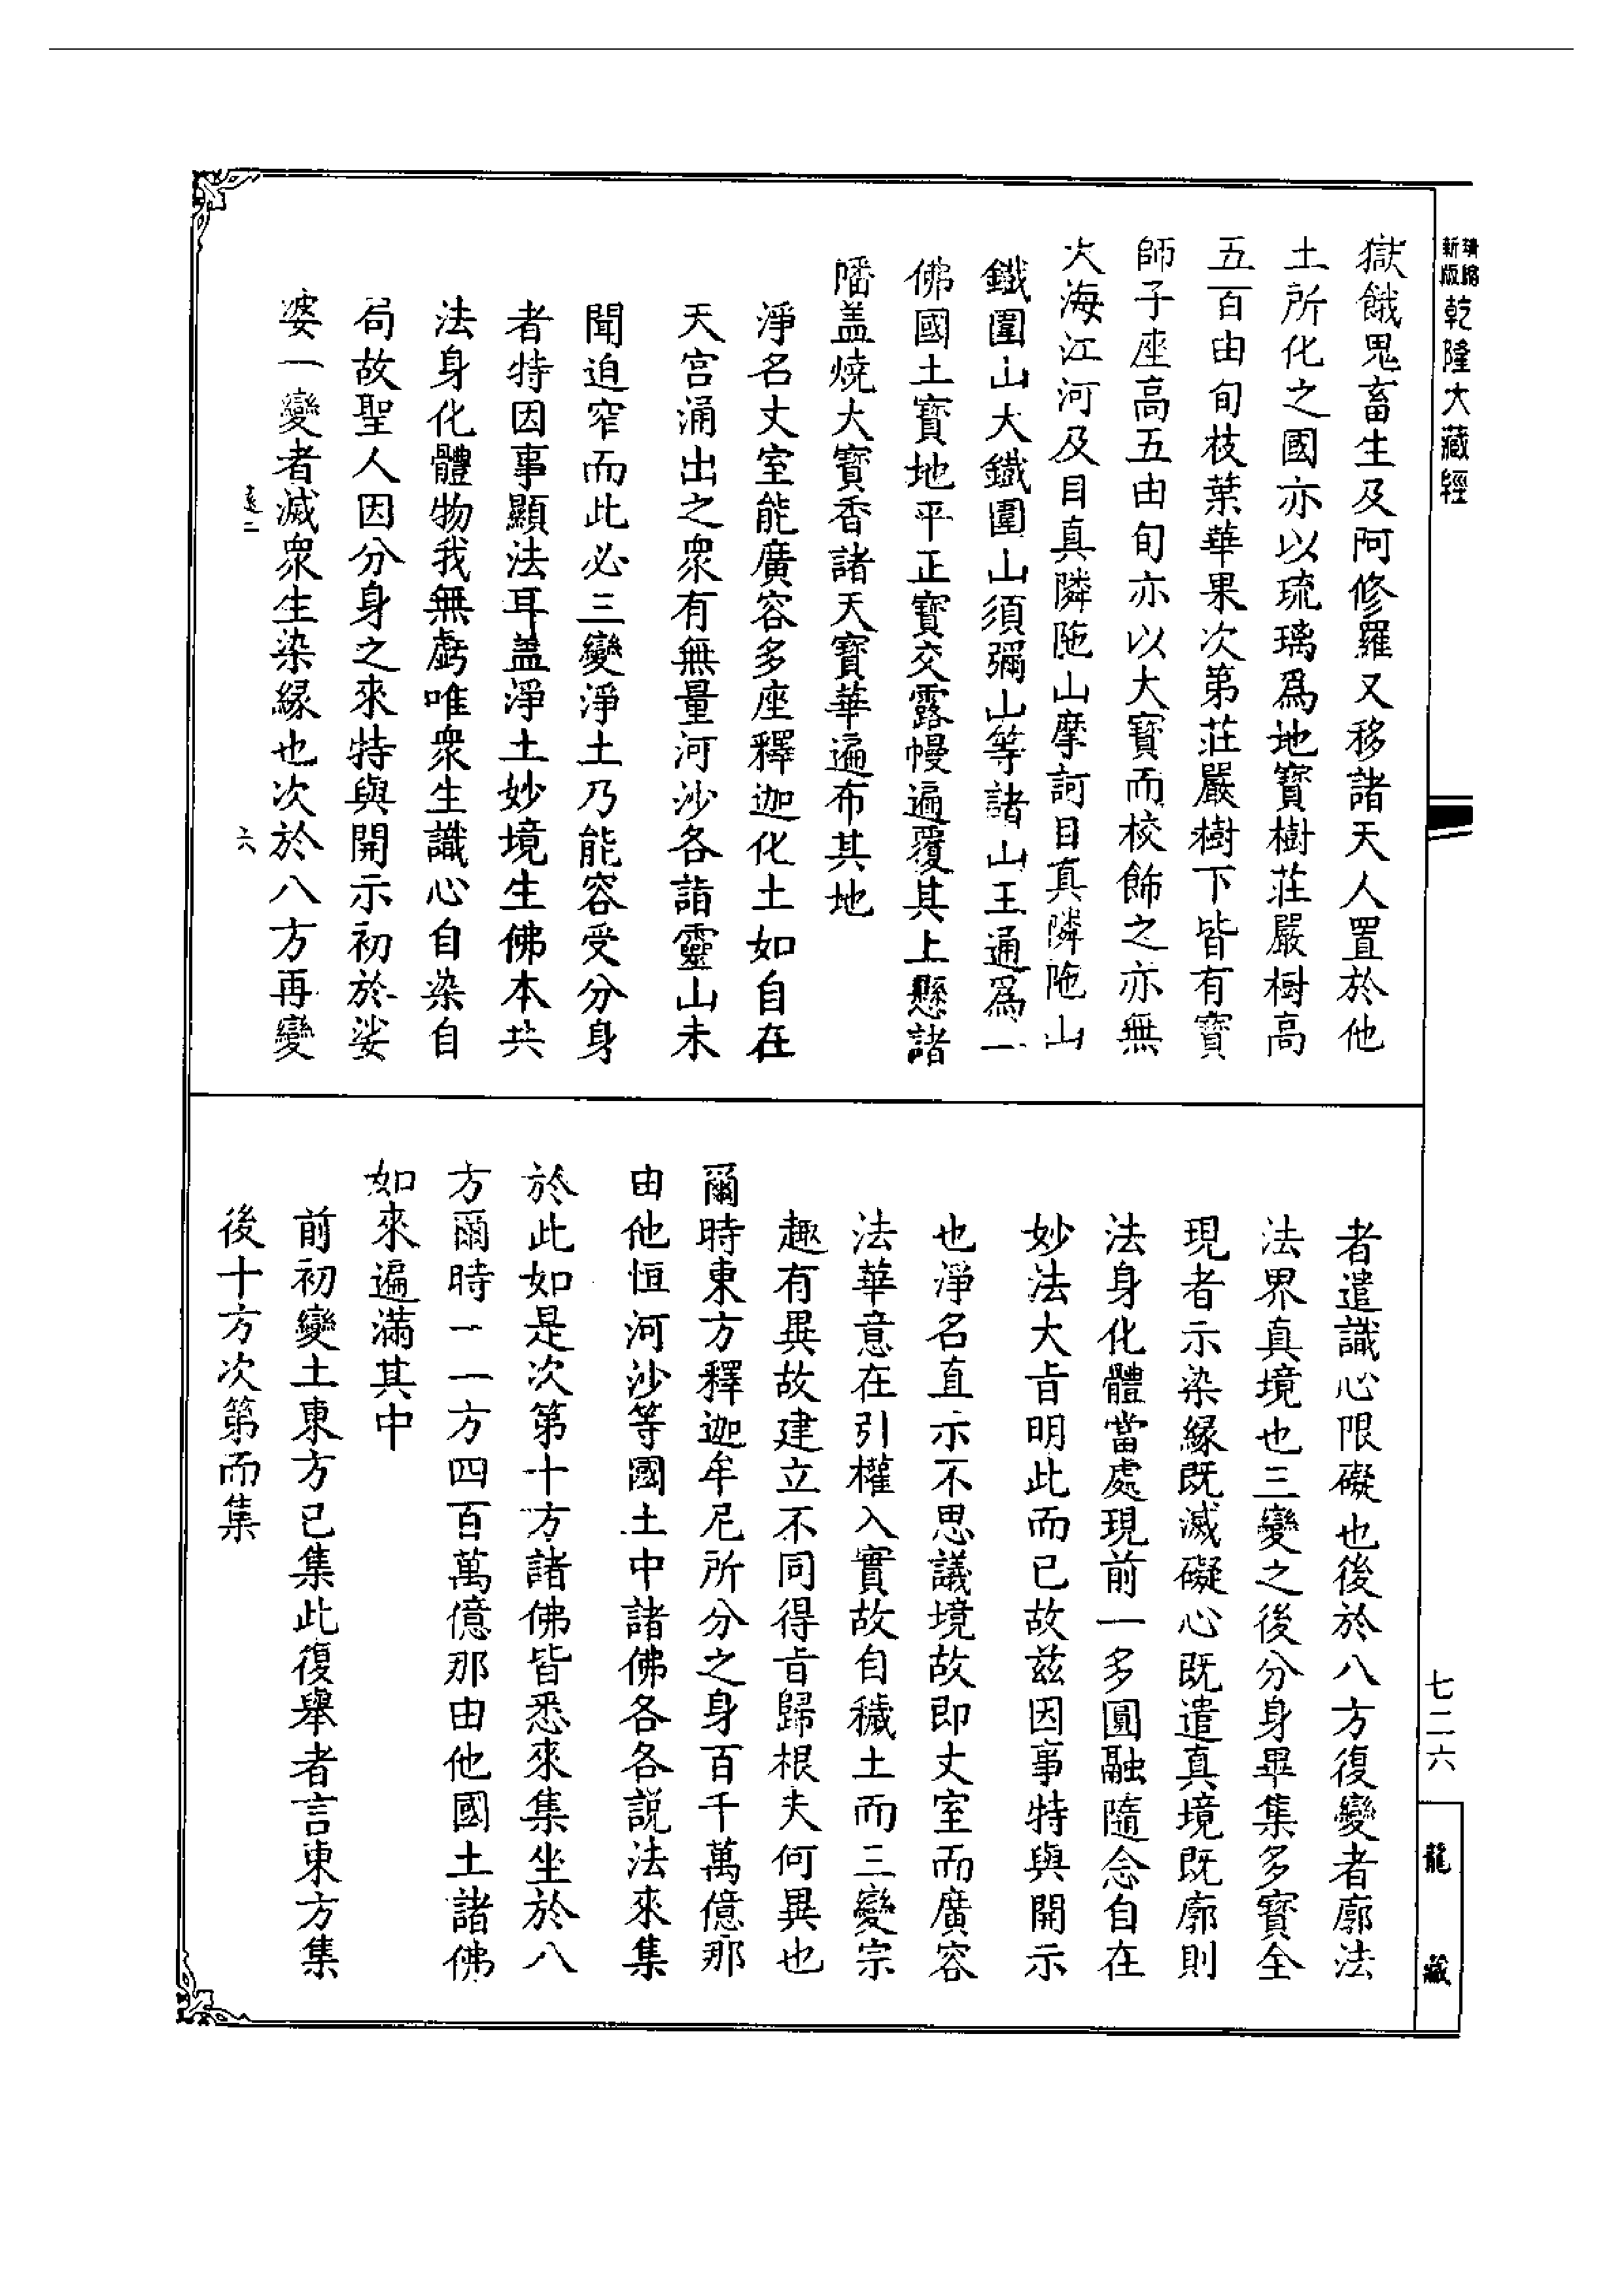 精縮
新版
乾隆大藏經
獄餓鬼畜生及阿修羅又移諸天人置於他
土所化之國亦以琉璃爲地寶樹莊嚴樹高
五百由旬枝葉華果次第莊嚴樹下皆有寶
師子座高五由旬亦以大寶而校飾之亦無
大海江河及目真隣陁山摩訶目真隣陁山
鐵圍山大鐵圍山須彌山等諸山王通爲一
佛國土寶地平正寶交露幔遍覆其上懸諸
旛盖燒大寶香諸天寶華遍布其地
淨名丈室能廣容多座釋迦化土如自在
天宮涌出之衆有無量河沙各詣靈山未
聞迫窄而此必三變淨土乃能容受分身
者特因事顯法耳盖淨土妙境生佛本共
法身化體物我無虧唯衆生識心自染自
局故聖人因分身之來特與開示初於娑
婆一變者滅衆生染緣也次於八方再變
六
者遣識心限礙也後於八方復變者廓法
法界真境也三變之後分身畢集多寶全
現者示染緣既滅礙心既遣真境既廓則
法身化體當處現前一多圓融隨念自在
妙法大旨明此而已故茲因事特與開示
也淨名直示不思議境故即丈室而廣容
法華意在引權入實故自穢土而三變宗
趣有異故建立不同得旨歸根夫何異也
爾時東方釋迦牟尼所分之身百千萬億那
由他恒河沙等國土中諸佛各各說法來集
於此如是次第十方諸佛皆悉來集坐於八
方爾時一一方四百萬億那由他國土諸佛
如來遍滿其中
前初變土東方已集此復舉者言東方集
後十方次第而集
七二六
龍藏